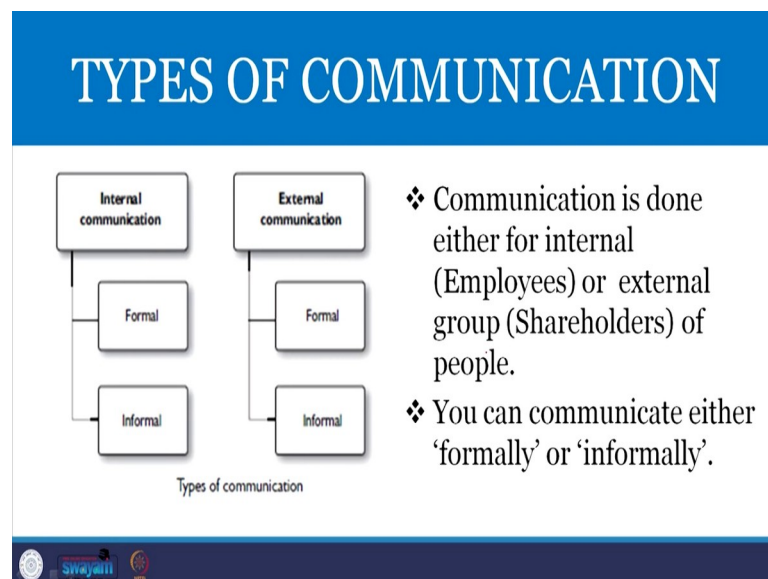 TYPES OF COMMUNICATION
Internal
communication
Formal
Informal
External
communication
Formal
Informal
Types of communication
❖ Communication is done
either for internal
(Employees) or external
group (Shareholders) of
people.
❖ You can communicate either
‘formally’ or ‘informally’.
swayam